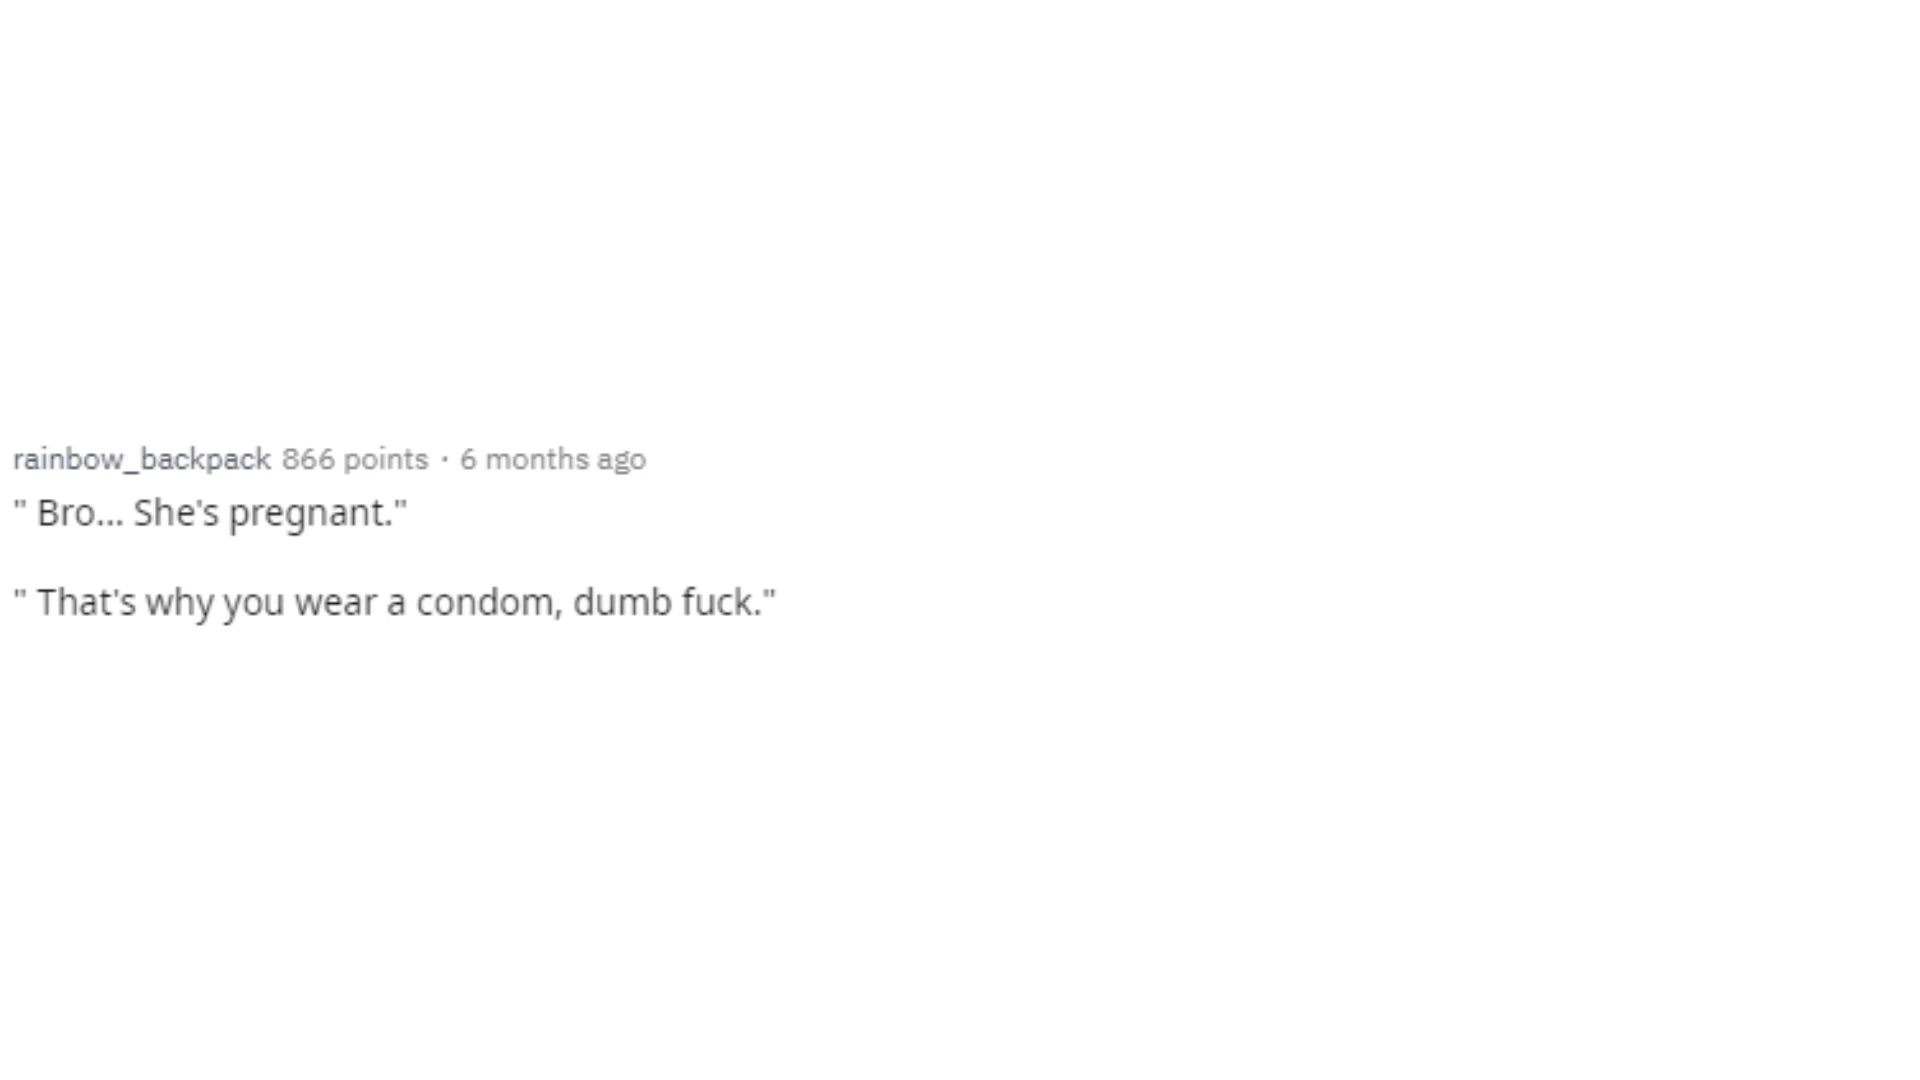 rainbow_backpack 866 points · 6 months ago
" Bro... She's pregnant."
" That's why you wear a condom, dumb fuck."